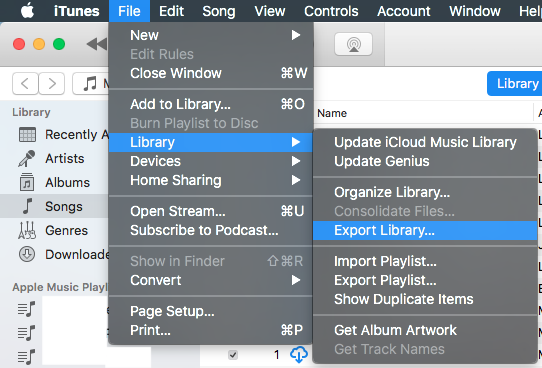 iTunes File Edit Song View Controls Account Window
New
Edit Rules
Close Window ⌘W
Add to Library... ⌘O
Burn Playlist to Disc
Library
Devices
Home Sharing
Open Stream... ⌘U
Subscribe to Podcast...
Show in Finder ⇧⌘R
Convert
Page Setup...
Print... ⌘P
Update iCloud Music Library
Update Genius
Organize Library...
Consolidate Files...
Export Library...
Import Playlist...
Export Playlist...
Show Duplicate Items
Get Album Artwork
Get Track Names
Library
Name
Library
Recently A
Artists
Albums
Songs
Genres
Downloade
Apple Music Playl
1